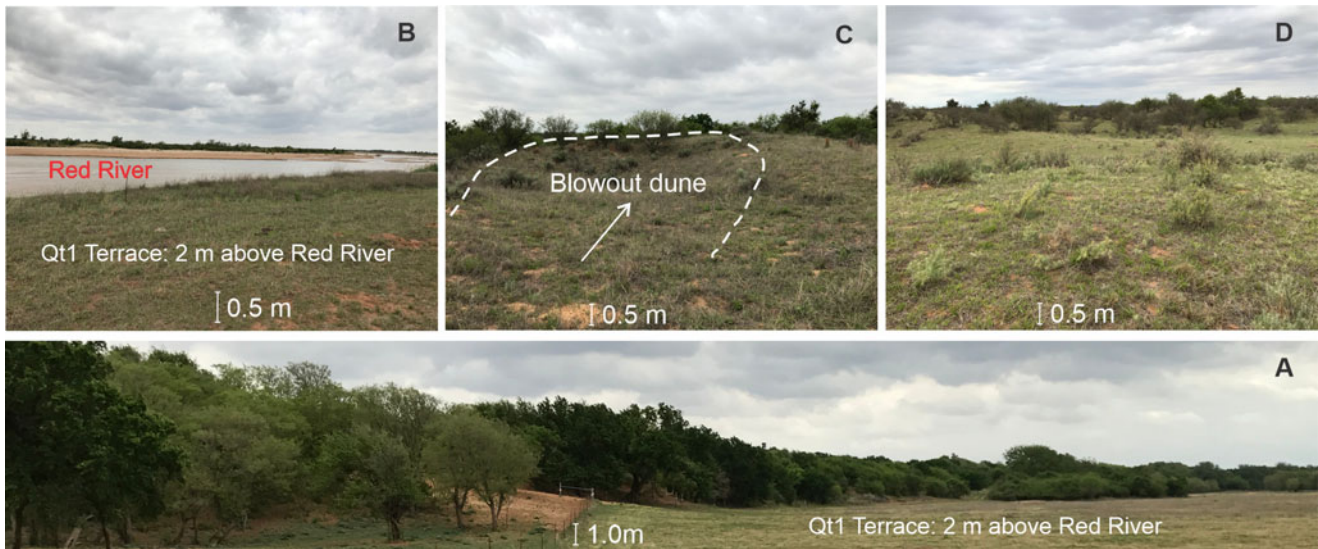 B
Red River
Qt1 Terrace: 2 m above Red River
0.5 m
C
Blowout dune
0.5 m
D
0.5 m
A
Qt1 Terrace: 2 m above Red River
1.0m